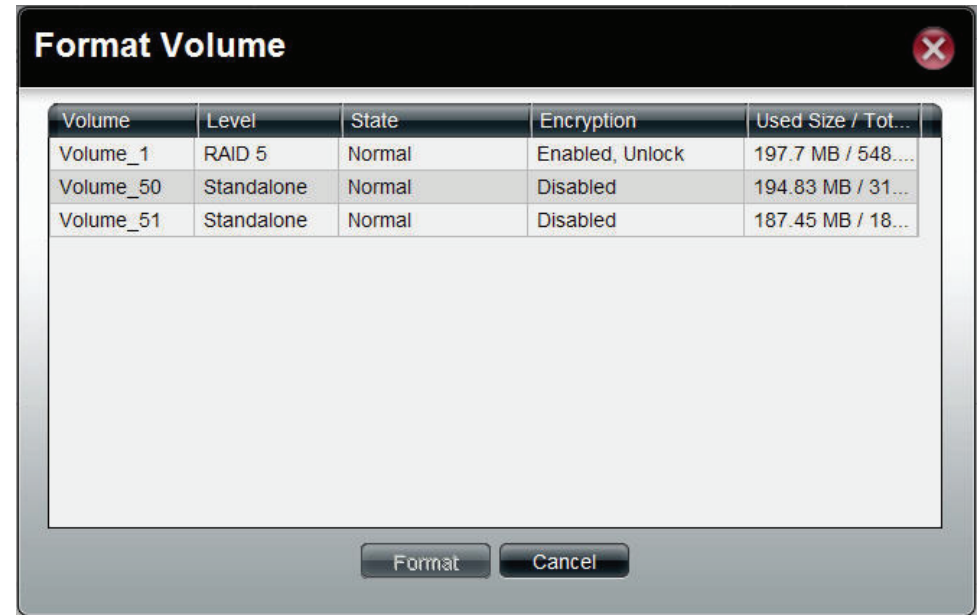 Format Volume
Volume Level State Encryption Used Size / Tot...
Volume_1 RAID 5 Normal Enabled, Unlock 197.7 MB / 548....
Volume_50 Standalone Normal Disabled 194.83 MB / 31...
Volume_51 Standalone Normal Disabled 187.45 MB / 18...
Format Cancel